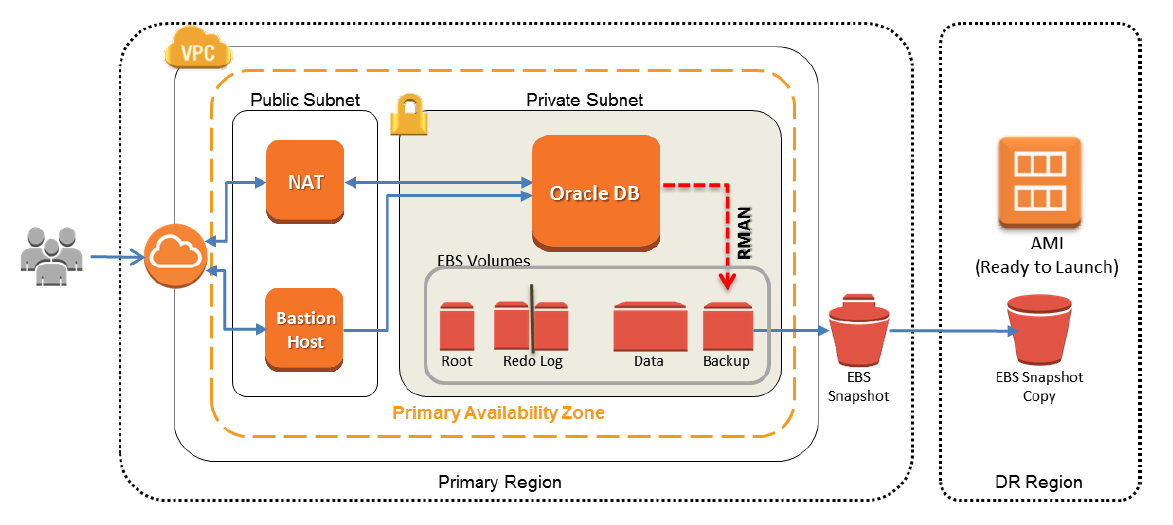 VPC
Public Subnet
Private Subnet
NAT
Oracle DB
RMAN
Bastion
Host
EBS Volumes
Root
Redo Log
Data
Backup
Primary Availability Zone
Primary Region
EBS
Snapshot
AMI
(Ready to Launch)
EBS Snapshot
Copy
DR Region